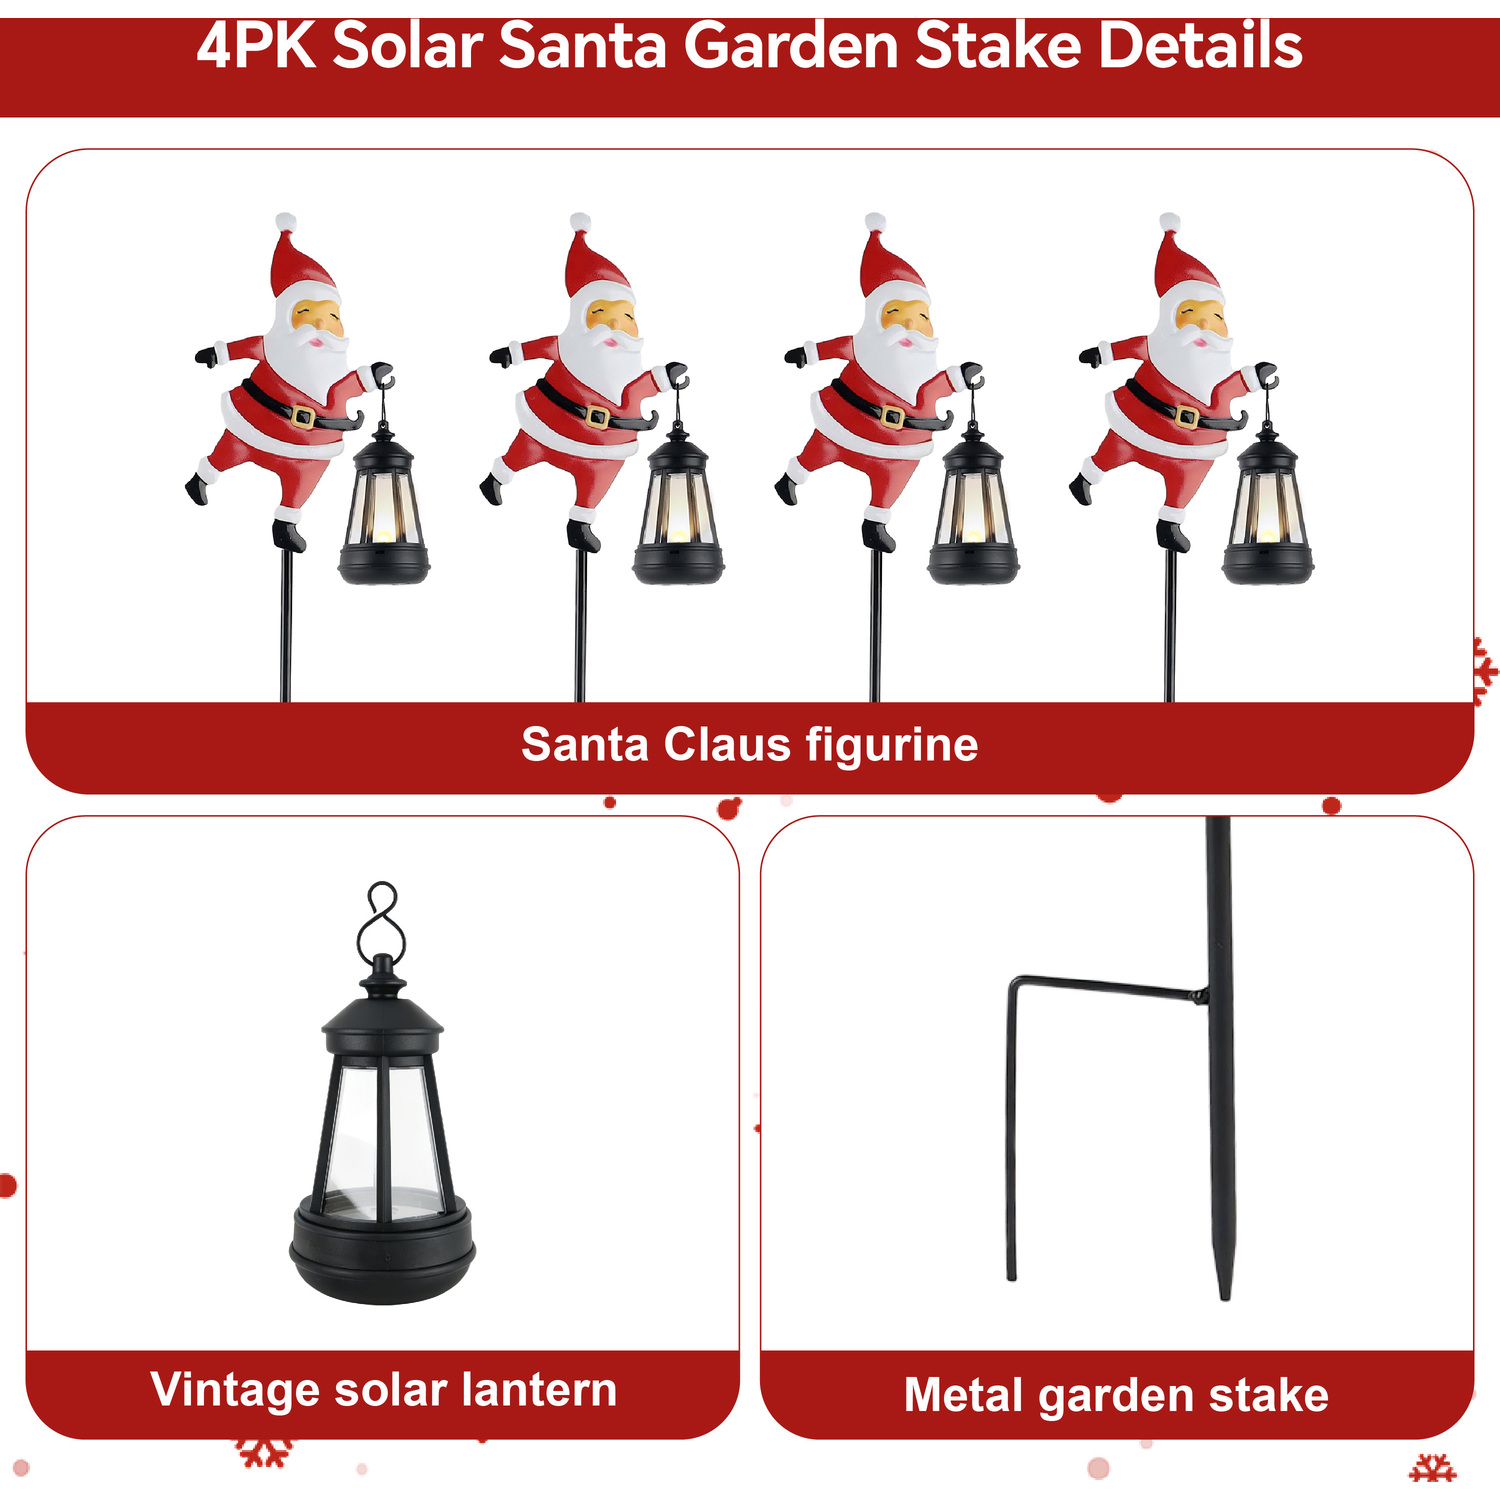 4PK Solar Santa Garden Stake Details
Santa Claus figurine
Vintage solar lantern
Metal garden stake